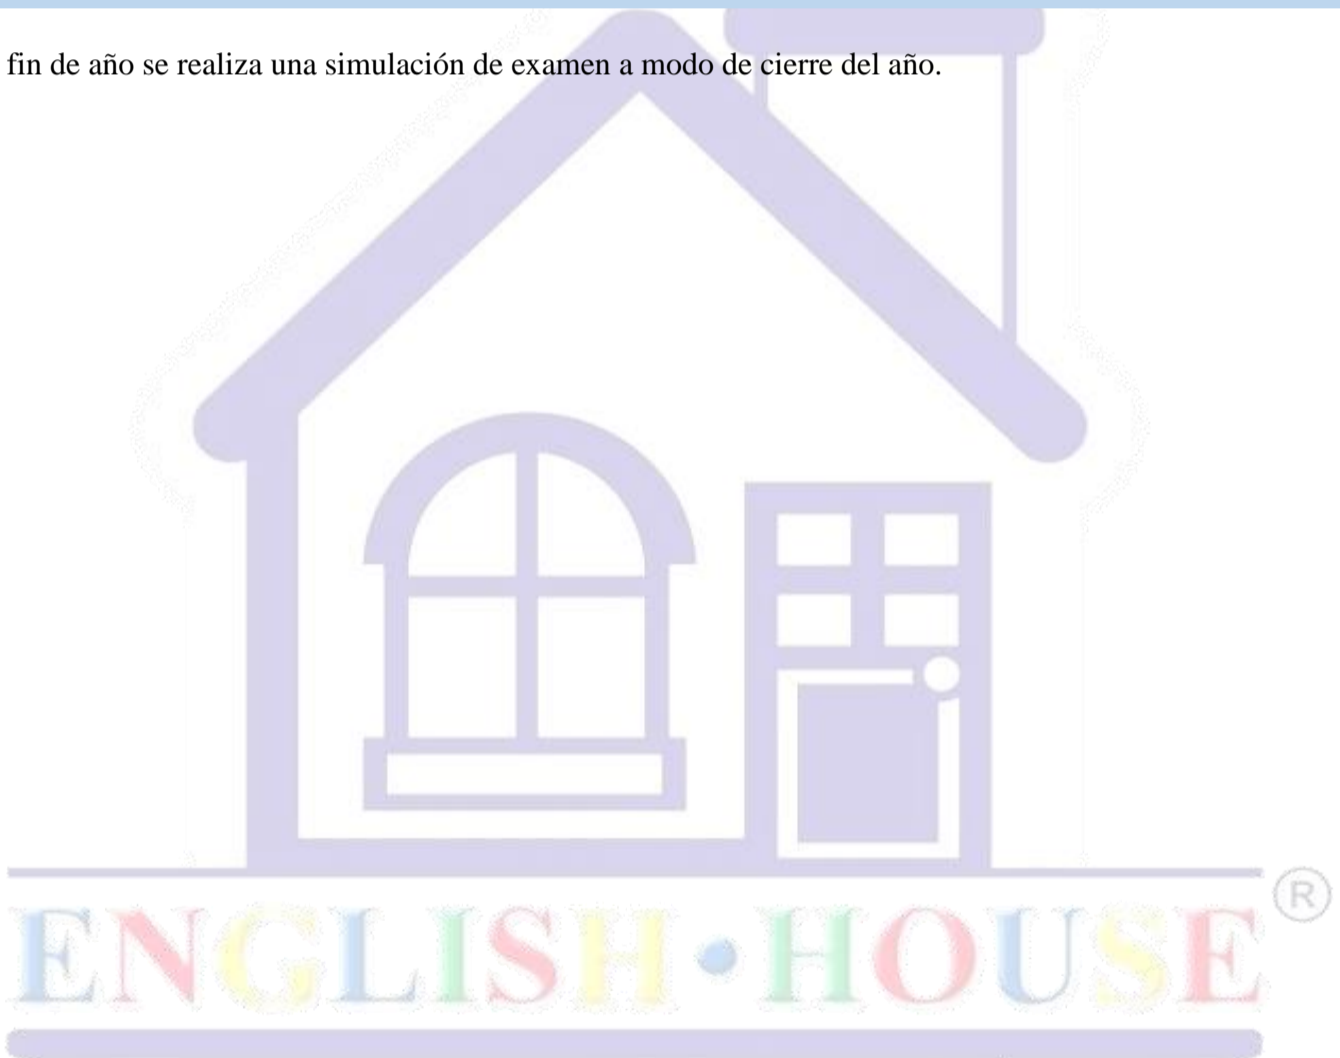 fin de año se realiza una simulación de examen a modo de cierre del año.
ENGLISH • HOUSE ®